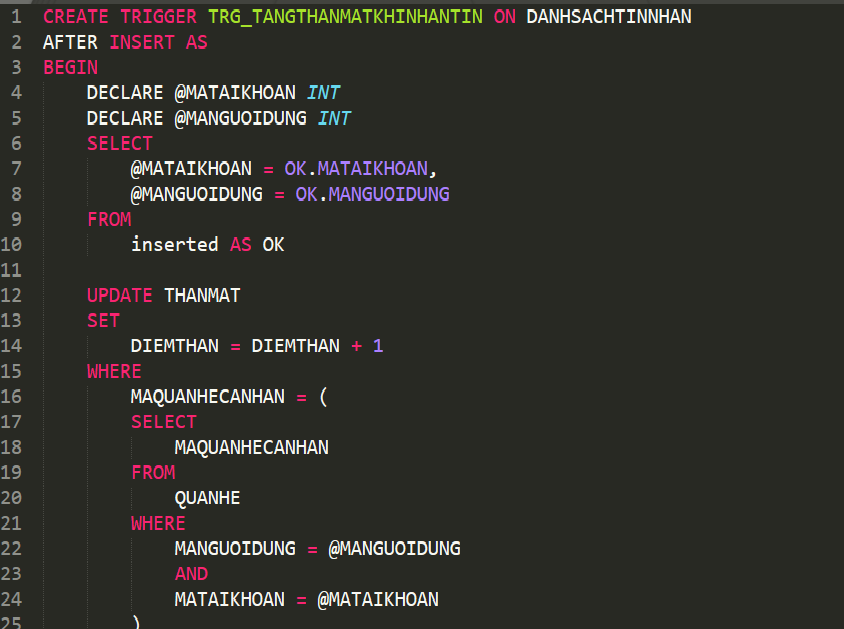 1 CREATE TRIGGER TRG_TANGTHANMATKHINHANTIN ON DANHSACHTINNHAN
2 AFTER INSERT AS
3 BEGIN
4 DECLARE @MATAIKHOAN INT
5 DECLARE @MANGUOIDUNG INT
6 SELECT
7 @MATAIKHOAN = OK.MATAIKHOAN,
8 @MANGUOIDUNG = OK.MANGUOIDUNG
9 FROM
10 inserted AS OK
11
12 UPDATE THANMAT
13 SET
14 DIEMTHAN = DIEMTHAN + 1
15 WHERE
16 MAQUANHECANHAN = (
17 SELECT
18 MAQUANHECANHAN
19 FROM
20 QUANHE
21 WHERE
22 MANGUOIDUNG = @MANGUOIDUNG
23 AND
24 MATAIKHOAN = @MATAIKHOAN
25 )